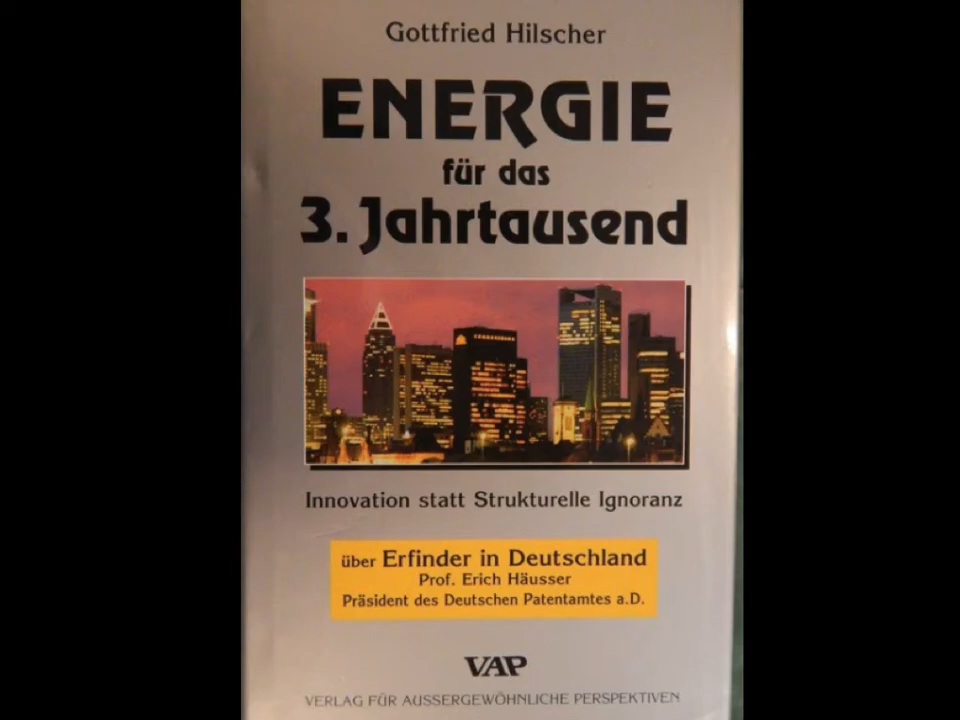 Gottfried Hilscher
ENERGIE
für das
3. Jahrtausend
Innovation statt Strukturelle Ignoranz
über Erfinder in Deutschland
Prof. Erich Häusser
Präsident des Deutschen Patentamtes a.D.
VAP
VERLAG FÜR AUSSERGEWÖHNLICHE PERSPEKTIVEN